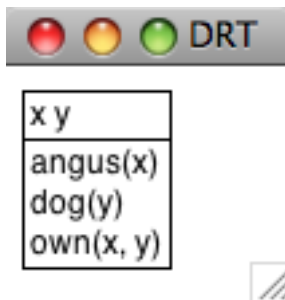 DRT
x y
angus(x)
dog(y)
own(x, y)